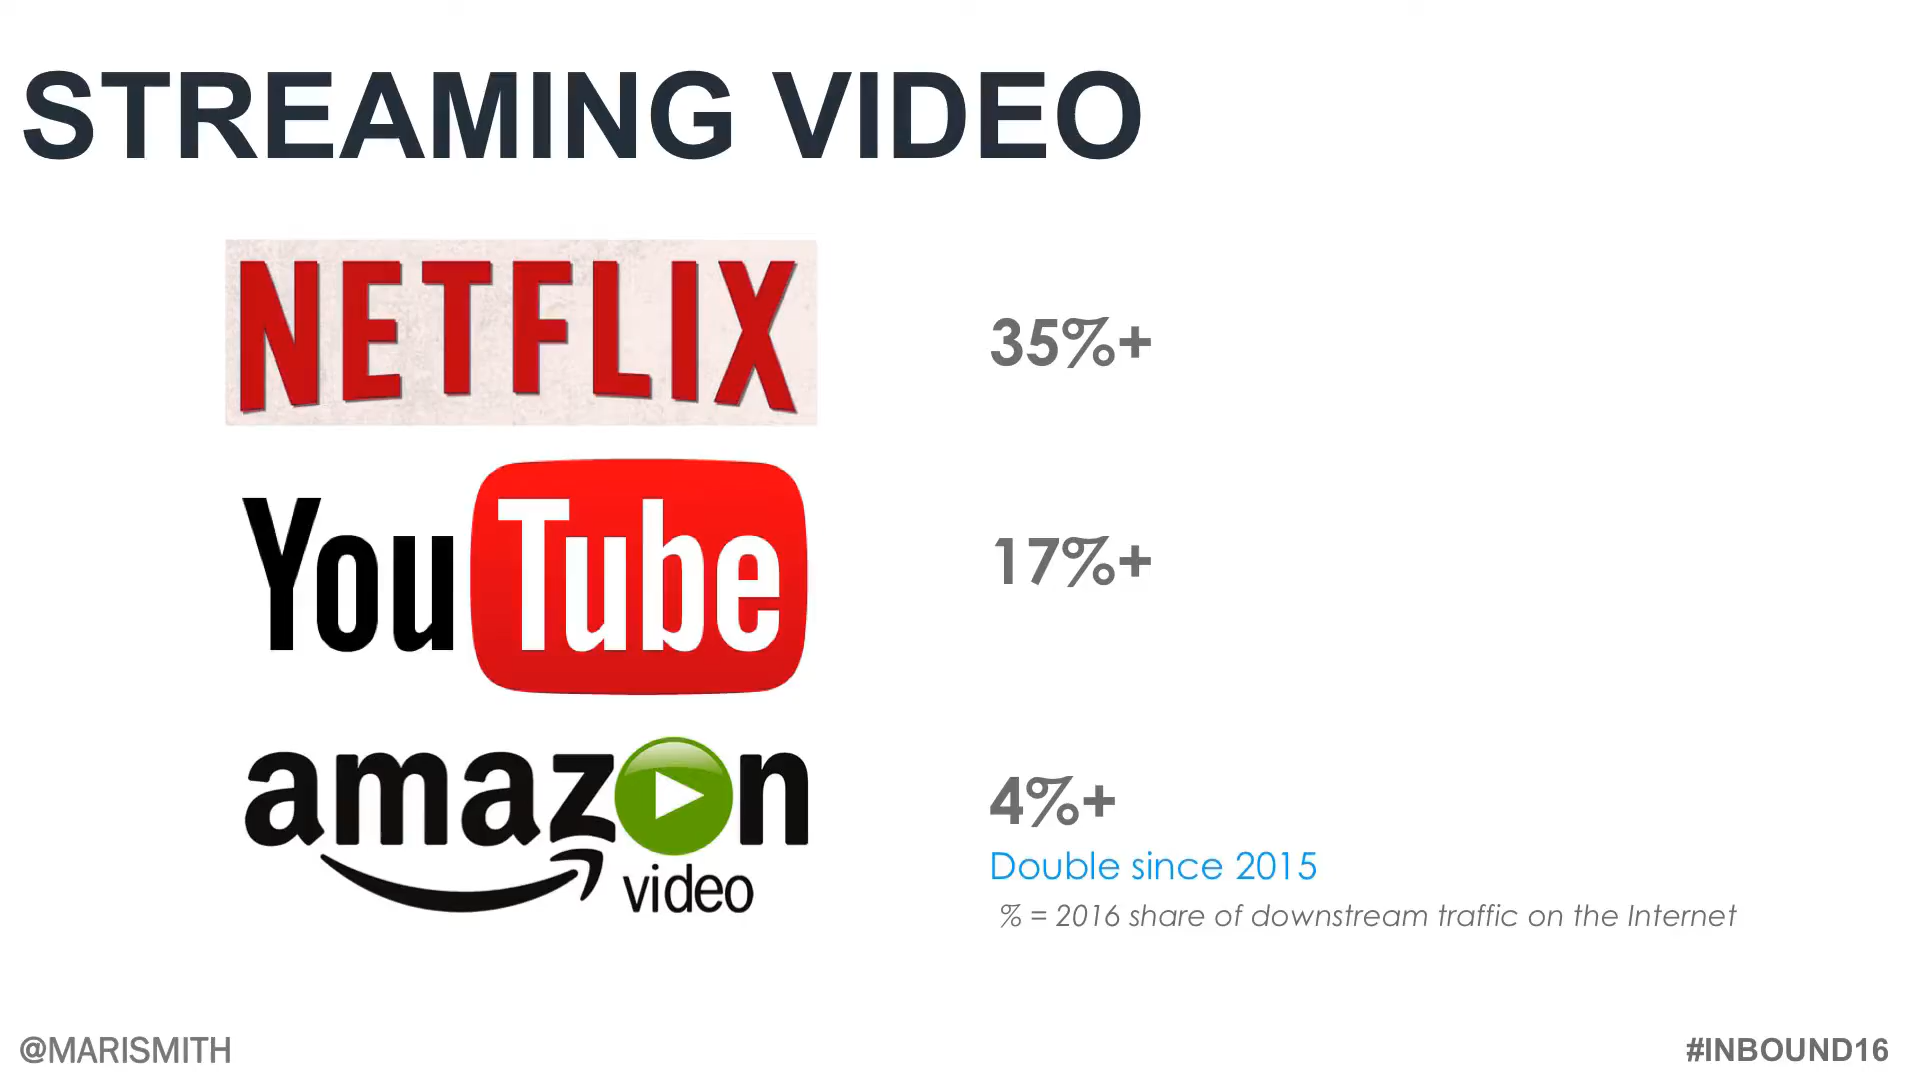 STREAMING VIDEO
NETFLIX
35%+
YouTube
17%+
amazon
video
4%+
Double since 2015
% = 2016 share of downstream traffic on the Internet
@MARISMITH
#INBOUND16